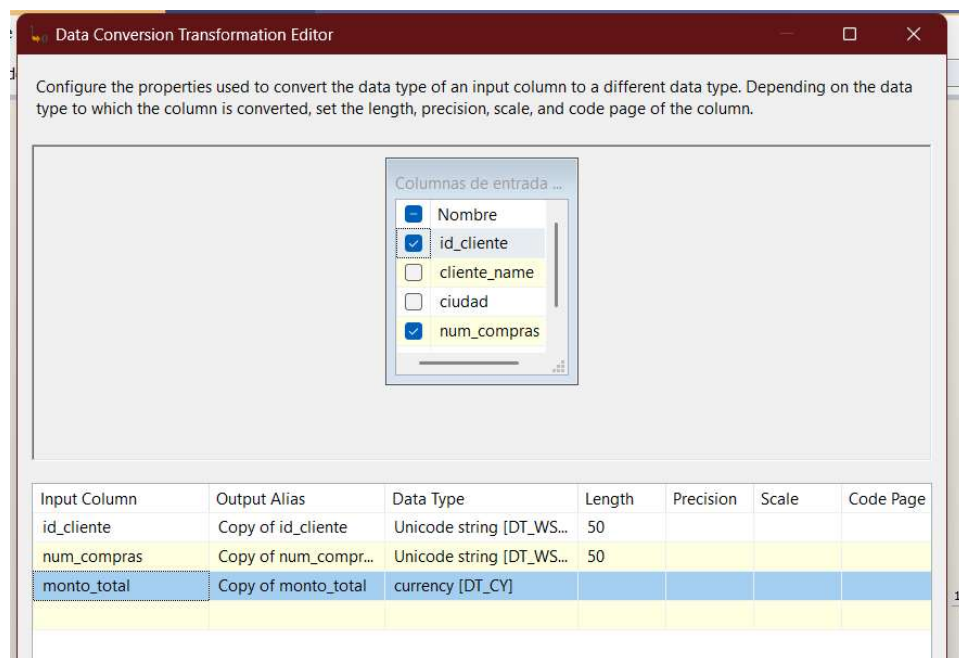 Data Conversion Transformation Editor
Configure the properties used to convert the data type of an input column to a different data type. Depending on the data
type to which the column is converted, set the length, precision, scale, and code page of the column.
Columnas de entrada ...
Nombre
id_cliente
cliente_name
ciudad
num_compras
Input Column Output Alias Data Type Length Precision Scale Code Page
id_cliente Copy of id_cliente Unicode string [DT_WS... 50
num_compras Copy of num_compr... Unicode string [DT_WS... 50
monto_total Copy of monto_total currency [DT_CY]